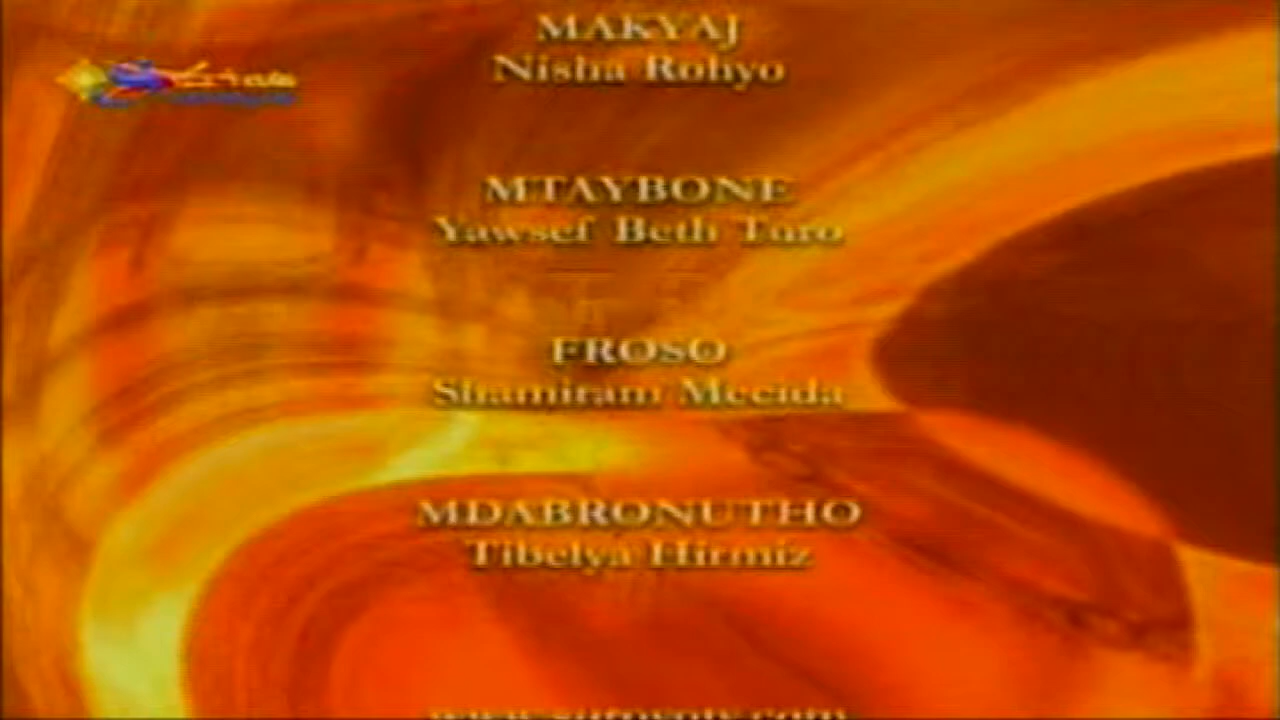 MAKYAJ
Nisha Rohyo
MTAYBONE
Yawsef Beth Turo
FROSO
Shamiram Mecida
MDABRONUTHO
Tibelya Hirmiz